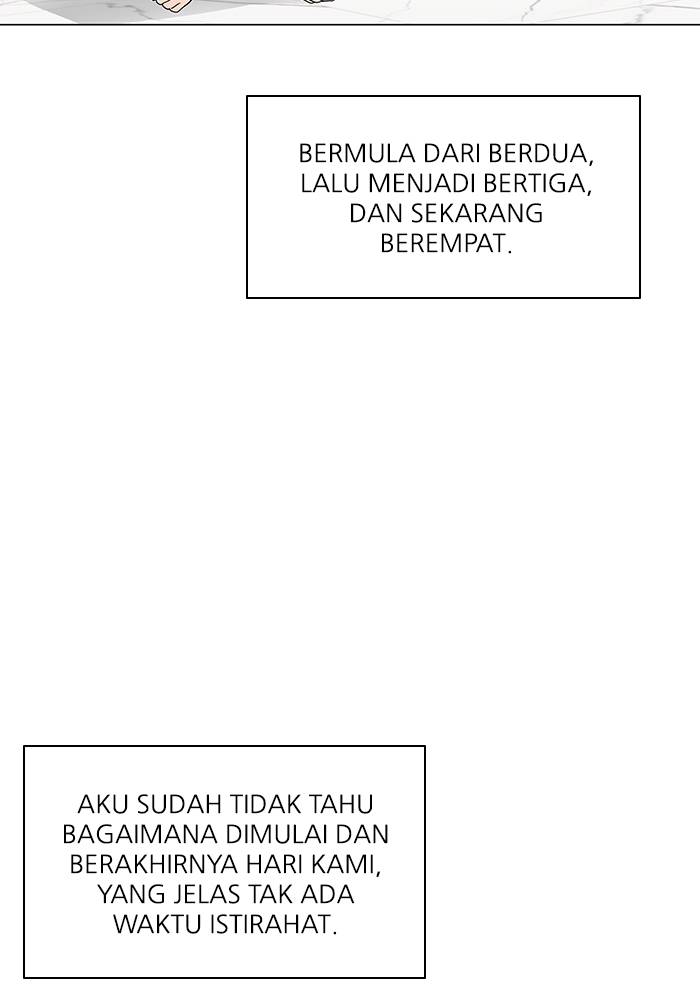 BERMULA DARI BERDUA,
LALU MENJADI BERTIGA,
DAN SEKARANG
BEREMPAT.
AKU SUDAH TIDAK TAHU
BAGAIMANA DIMULAI DAN
BERAKHIRNYA HARI KAMI,
YANG JELAS TAK ADA
WAKTU ISTIRAHAT.